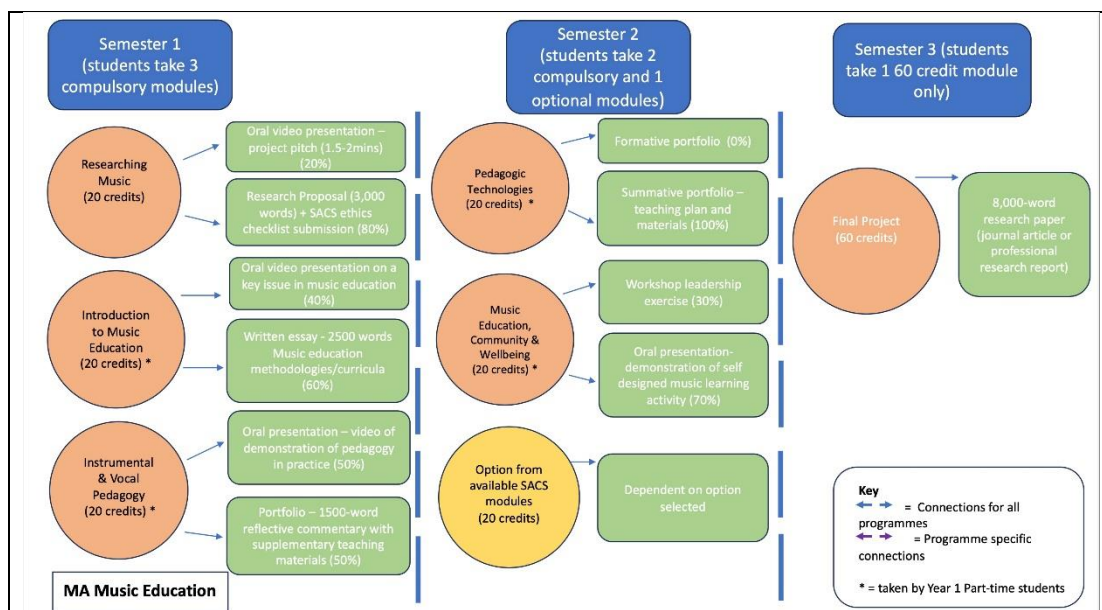 Semester 1
(students take 3
compulsory modules)
Researching
Music
(20 credits)
Oral video presentation –
project pitch (1.5-2mins)
(20%)
Research Proposal (3,000
words) + SACS ethics
checklist submission (80%)
Introduction
to Music
Education
(20 credits) *
Oral video presentation on a
key issue in music education
(40%)
Written essay - 2500 words
Music education
methodologies/curricula
(60%)
Instrumental
& Vocal
Pedagogy
(20 credits) *
Oral presentation – video of
demonstration of pedagogy
in practice (50%)
Portfolio – 1500-word
reflective commentary with
supplementary teaching
materials (50%)
MA Music Education
Semester 2
(students take 2
compulsory and 1
optional modules)
Pedagogic
Technologies
(20 credits) *
Formative portfolio (0%)
Summative portfolio –
teaching plan and
materials (100%)
Music
Education,
Community &
Wellbeing
(20 credits) *
Workshop leadership
exercise (30%)
Oral presentation-
demonstration of self
designed music learning
activity (70%)
Option from
available SACS
modules
(20 credits)
Dependent on option
selected
Semester 3 (students
take 1 60 credit module
only)
Final Project
(60 credits)
8,000-word
research paper
(journal article or
professional
research report)
Key
= Connections for all
programmes
= Programme specific
connections
* = taken by Year 1 Part-time students